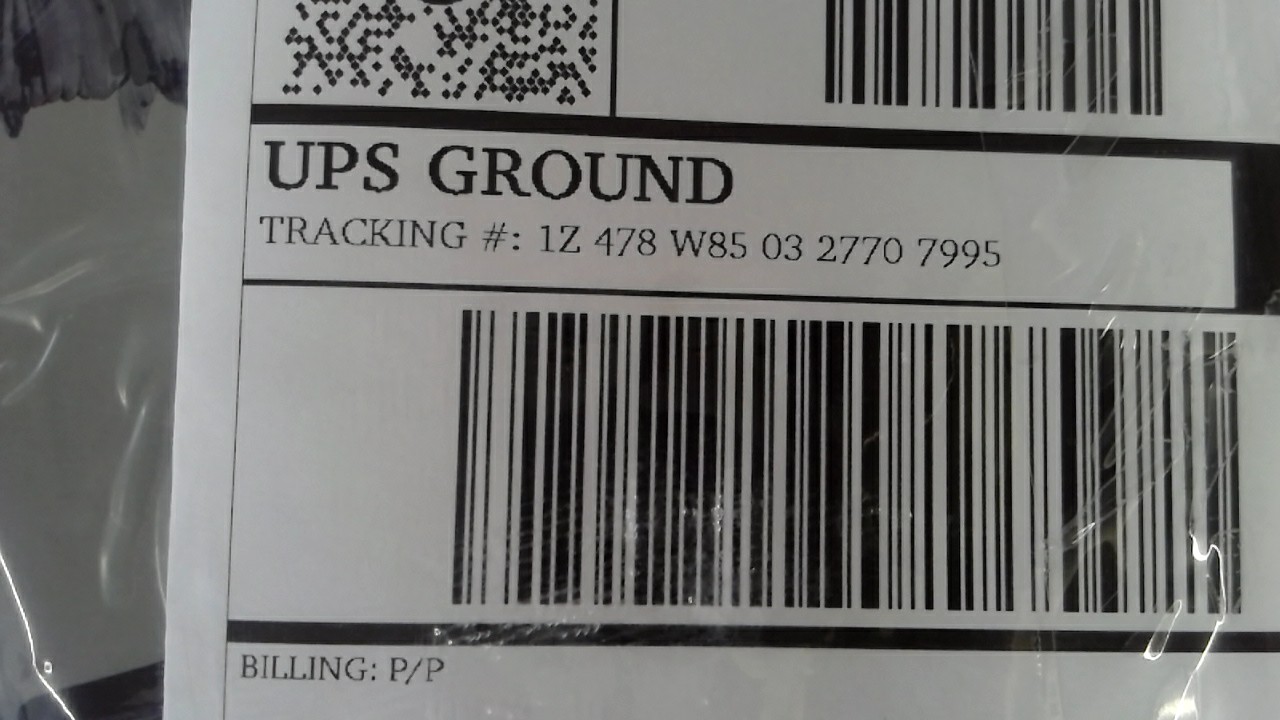 UPS GROUND
TRACKING #: 1Z 478 W85 03 2770 7995
BILLING: P/P